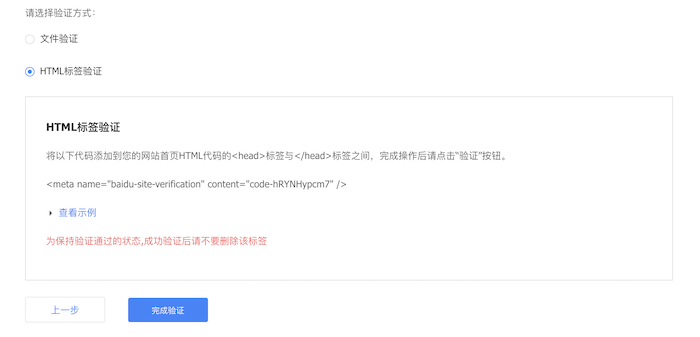 请选择验证方式：
文件验证
HTML标签验证
HTML标签验证
将以下代码添加到您的网站首页HTML代码的<head>标签与</head>标签之间，完成操作后请点击“验证”按钮。
<meta name="baidu-site-verification" content="code-hRYNHypcm7" />
查看示例
为保持验证通过的状态,成功验证后请不要删除该标签
上一步
完成验证